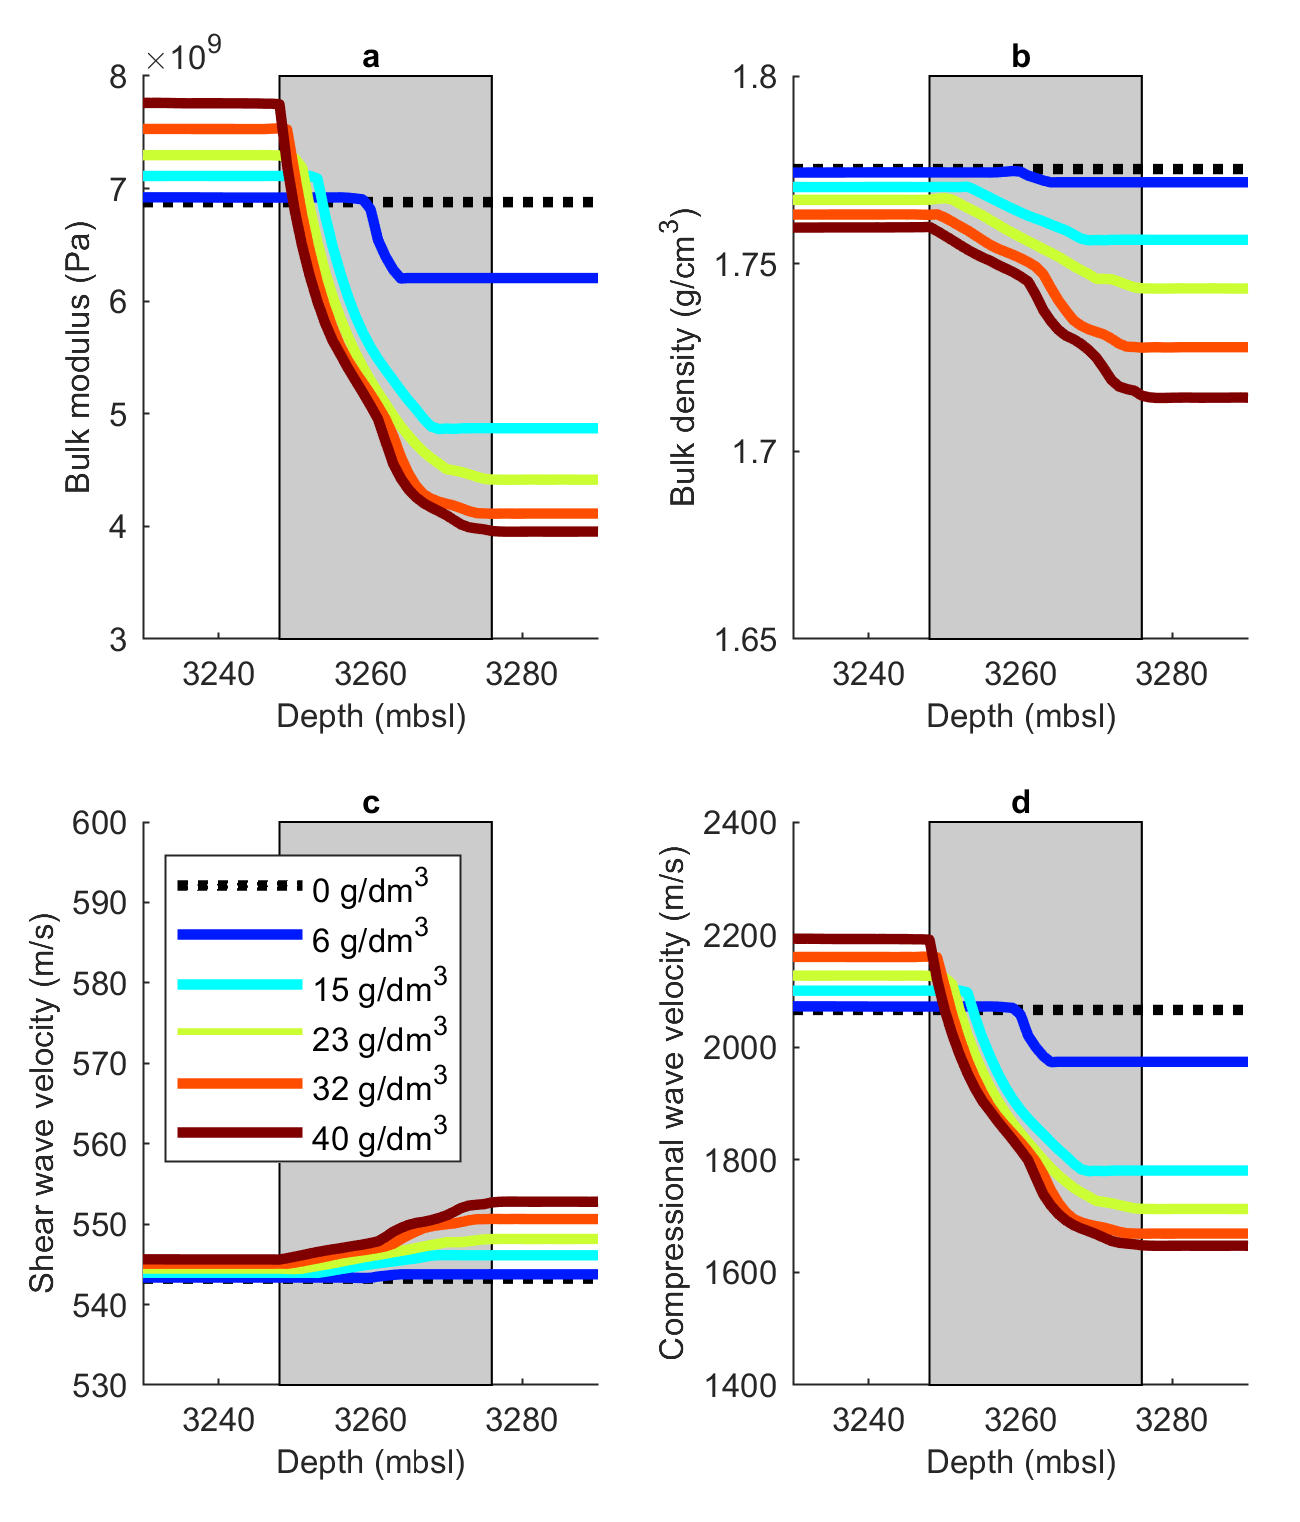 ×10⁹
a
8
7
6
5
4
3
Bulk modulus (Pa)
3240 3260 3280
Depth (mbsl)
b
1.8
1.75
1.7
1.65
Bulk density (g/cm³)
3240 3260 3280
Depth (mbsl)
c
600
590
580
570
560
550
540
530
Shear wave velocity (m/s)
0 g/dm³
6 g/dm³
15 g/dm³
23 g/dm³
32 g/dm³
40 g/dm³
3240 3260 3280
Depth (mbsl)
d
2400
2200
2000
1800
1600
1400
Compressional wave velocity (m/s)
3240 3260 3280
Depth (mbsl)